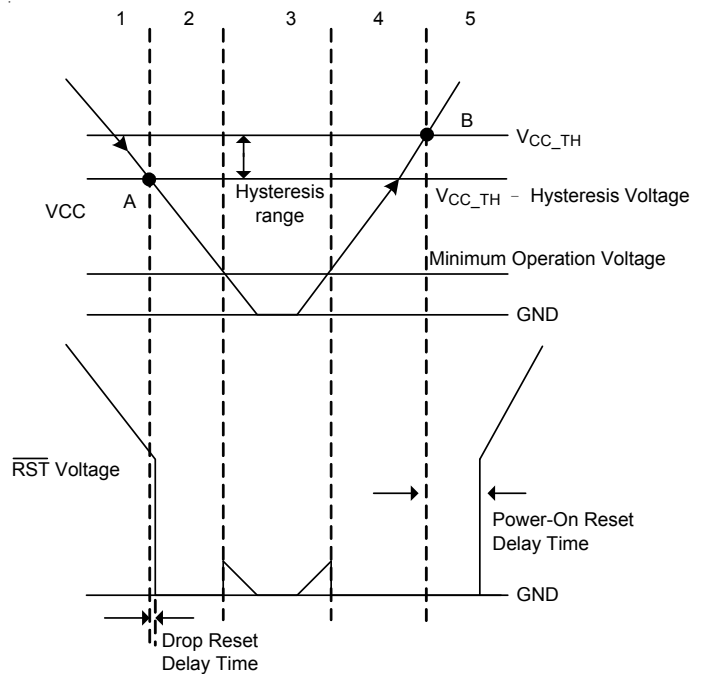 1 2 3 4 5
B
V_CC_TH
A
Hysteresis
range
V_CC_TH - Hysteresis Voltage
VCC
Minimum Operation Voltage
GND
RST Voltage
Power-On Reset
Delay Time
GND
Drop Reset
Delay Time